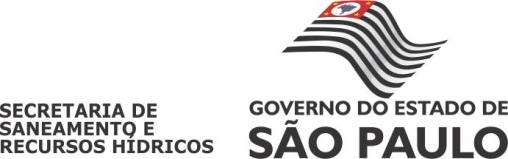 SECRETARIA DE
SANEAMENTO E
RECURSOS HÍDRICOS
GOVERNO DO ESTADO DE
SÃO PAULO